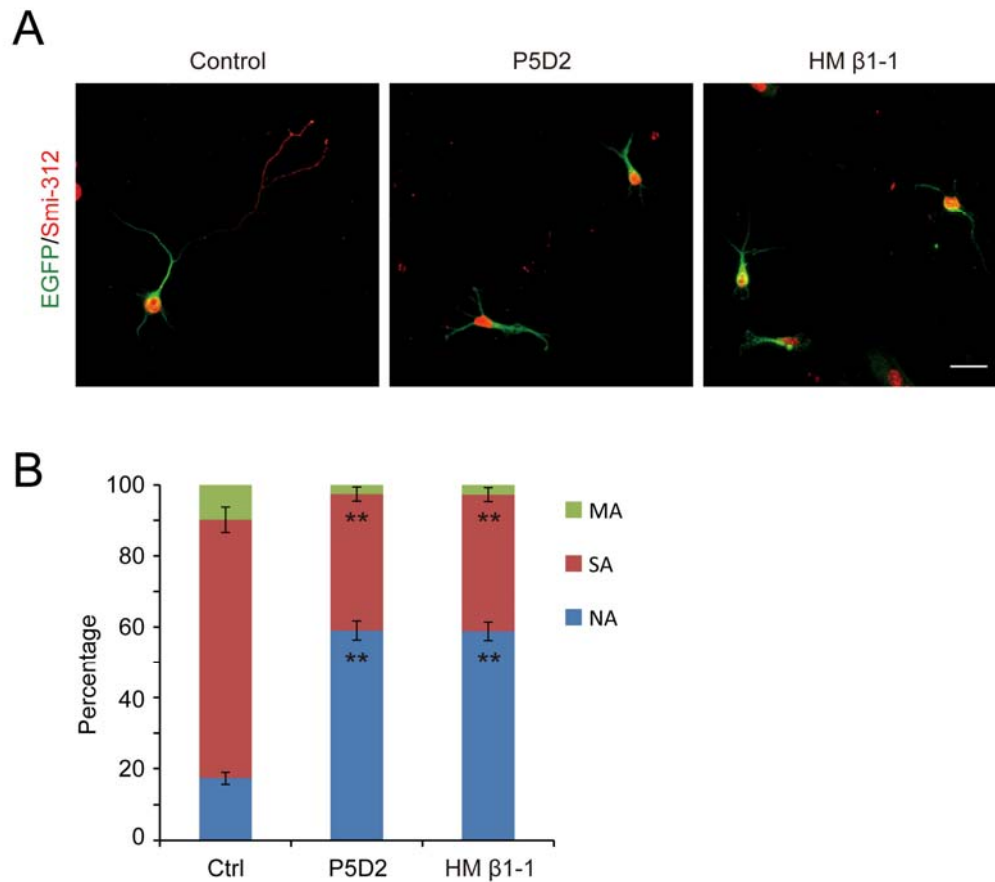 A
Control P5D2 HM β1-1
EGFP/Smi-312
B
Percentage
100
80
60
40
20
0
** **
** **
Ctrl P5D2 HM β1-1
MA
SA
NA